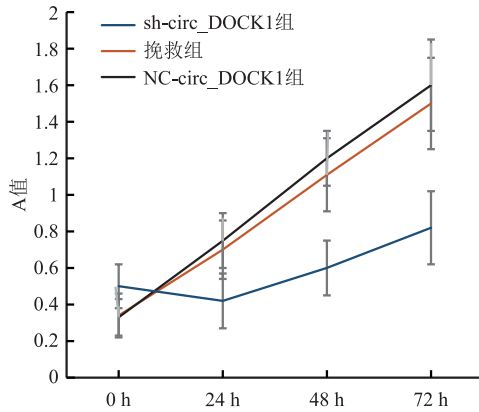 2
1.8
1.6
1.4
1.2
1
0.8
0.6
0.4
0.2
0
A值
sh-circ_DOCK1组
挽救组
NC-circ_DOCK1组
0 h 24 h 48 h 72 h